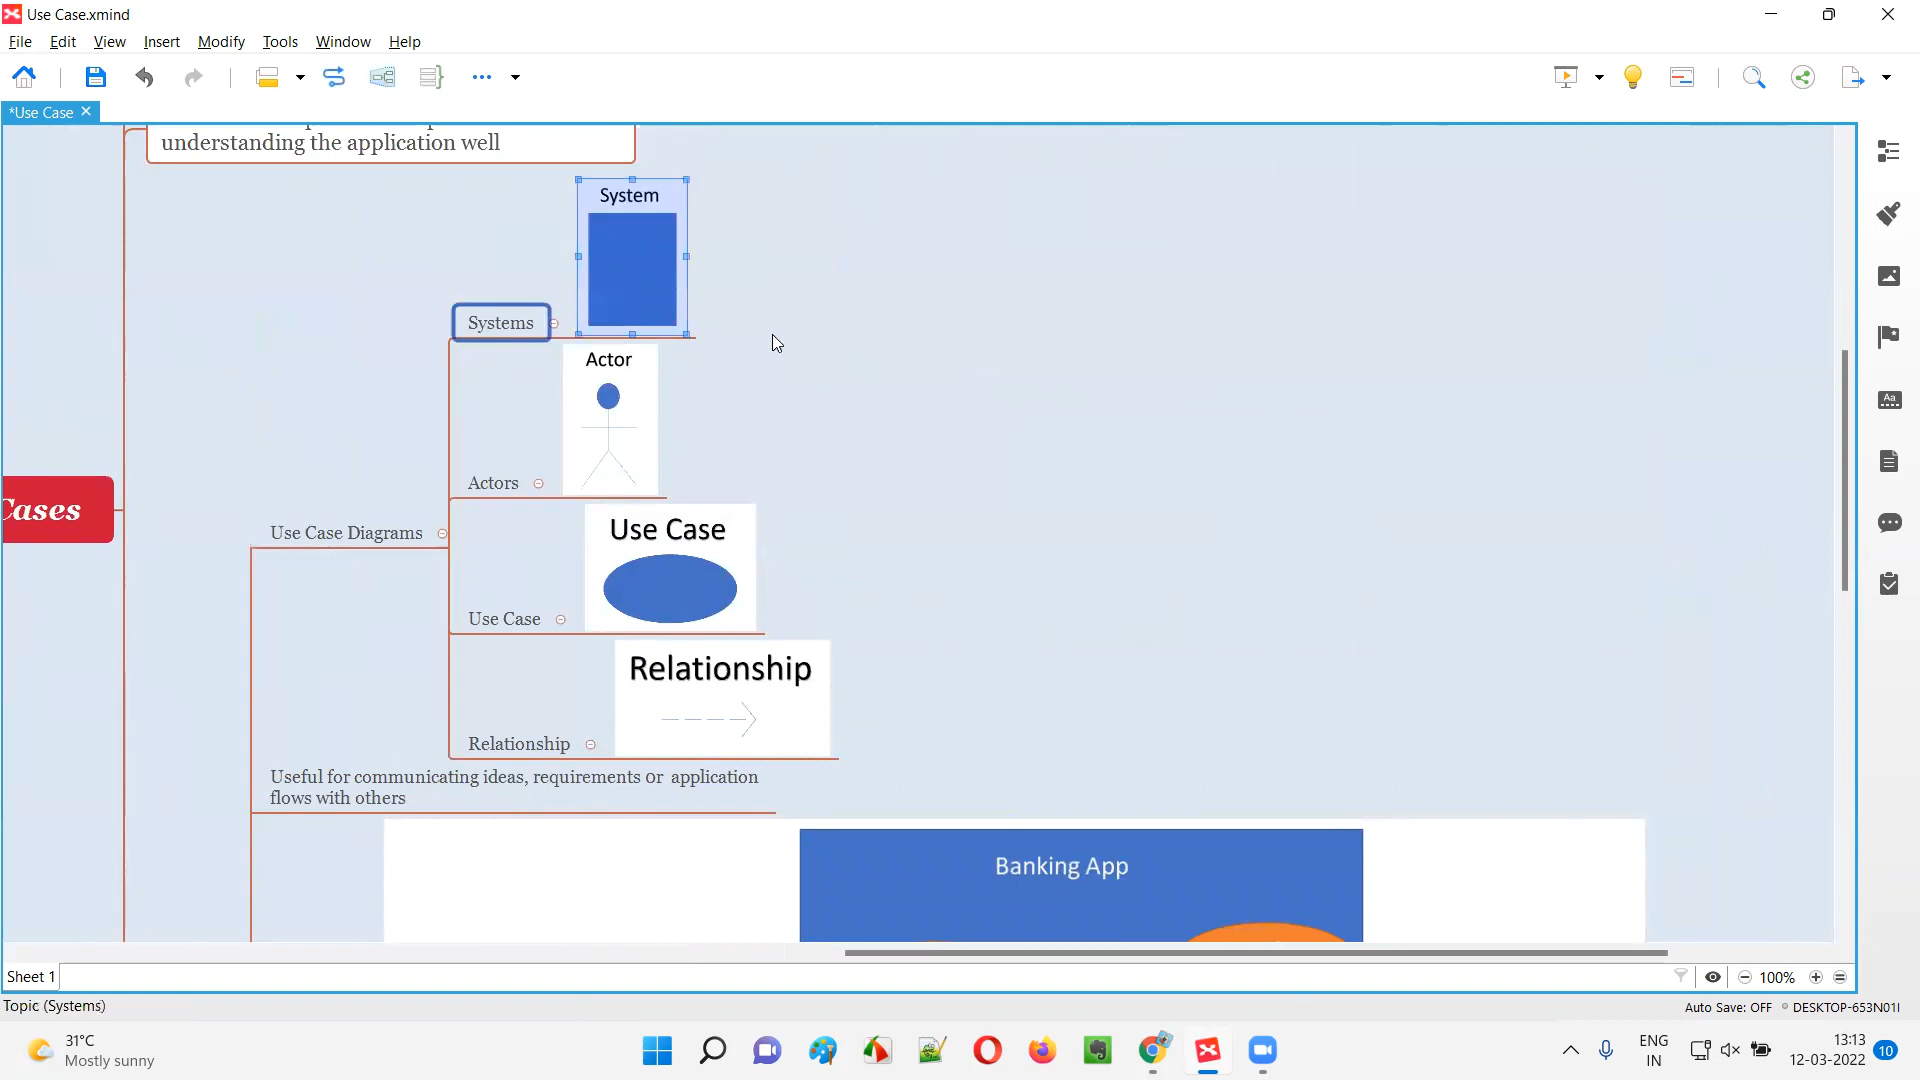 Use Case.xmind
File Edit View Insert Modify Tools Window Help
*Use Case
understanding the application well
System
Systems
Actor
Actors
Use Case
Cases
Use Case Diagrams
Use Case
Relationship
Relationship
Useful for communicating ideas, requirements or application
flows with others
Banking App
Sheet 1
100%
Topic (Systems)
Auto Save: OFF
DESKTOP-653N01I
31°C
Mostly sunny
ENG
IN
13:13
12-03-2022
10